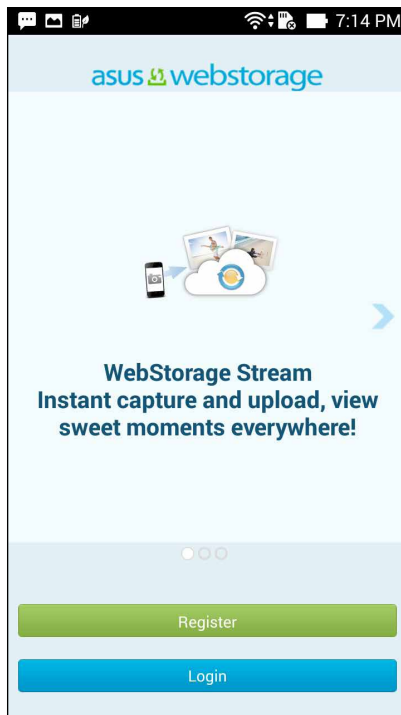 7:14 PM
asus webstorage
WebStorage Stream
Instant capture and upload, view
sweet moments everywhere!
Register
Login